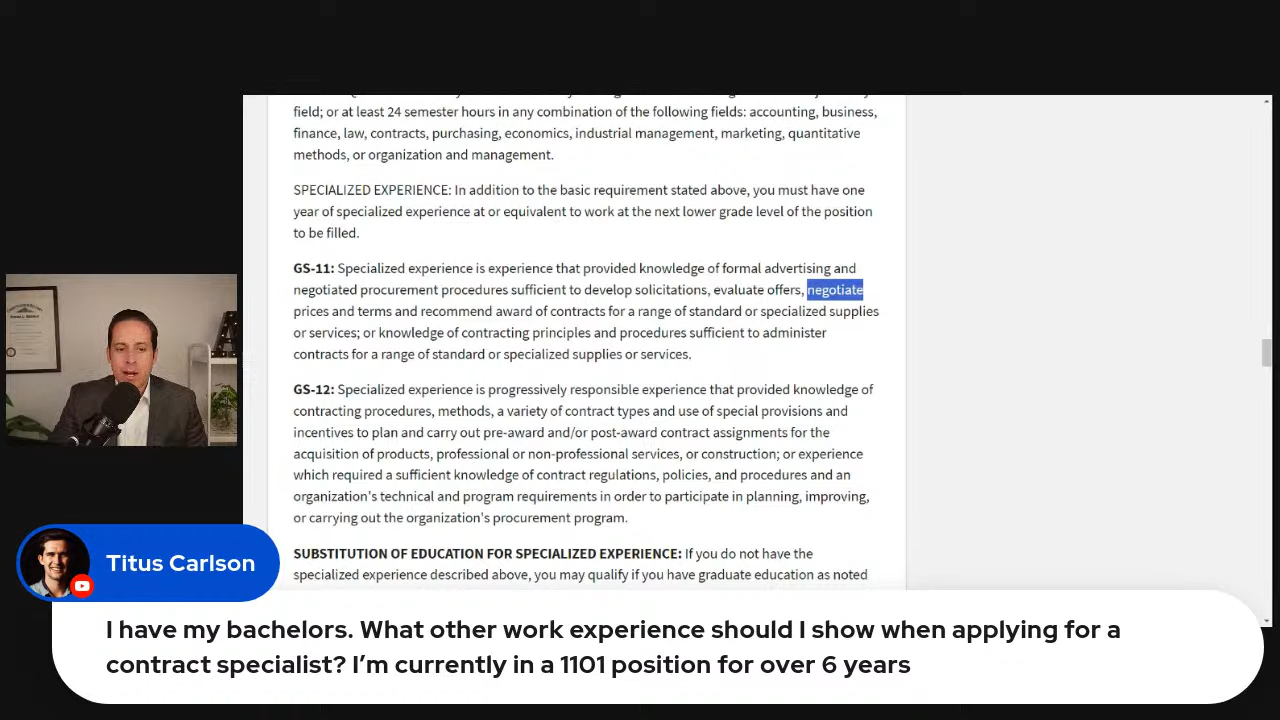 field; or at least 24 semester hours in any combination of the following fields: accounting, business,
finance, law, contracts, purchasing, economics, industrial management, marketing, quantitative
methods, or organization and management.
SPECIALIZED EXPERIENCE: In addition to the basic requirement stated above, you must have one
year of specialized experience at or equivalent to work at the next lower grade level of the position
to be filled.
GS-11: Specialized experience is experience that provided knowledge of formal advertising and
negotiated procurement procedures sufficient to develop solicitations, evaluate offers, negotiate
prices and terms and recommend award of contracts for a range of standard or specialized supplies
or services; or knowledge of contracting principles and procedures sufficient to administer
contracts for a range of standard or specialized supplies or services.
GS-12: Specialized experience is progressively responsible experience that provided knowledge of
contracting procedures, methods, a variety of contract types and use of special provisions and
incentives to plan and carry out pre-award and/or post-award contract assignments for the
acquisition of products, professional or non-professional services, or construction; or experience
which required a sufficient knowledge of contract regulations, policies, and procedures and an
organization's technical and program requirements in order to participate in planning, improving,
or carrying out the organization's procurement program.
SUBSTITUTION OF EDUCATION FOR SPECIALIZED EXPERIENCE: If you do not have the
specialized experience described above, you may qualify if you have graduate education as noted
Titus Carlson
I have my bachelors. What other work experience should I show when applying for a
contract specialist? I’m currently in a 1101 position for over 6 years